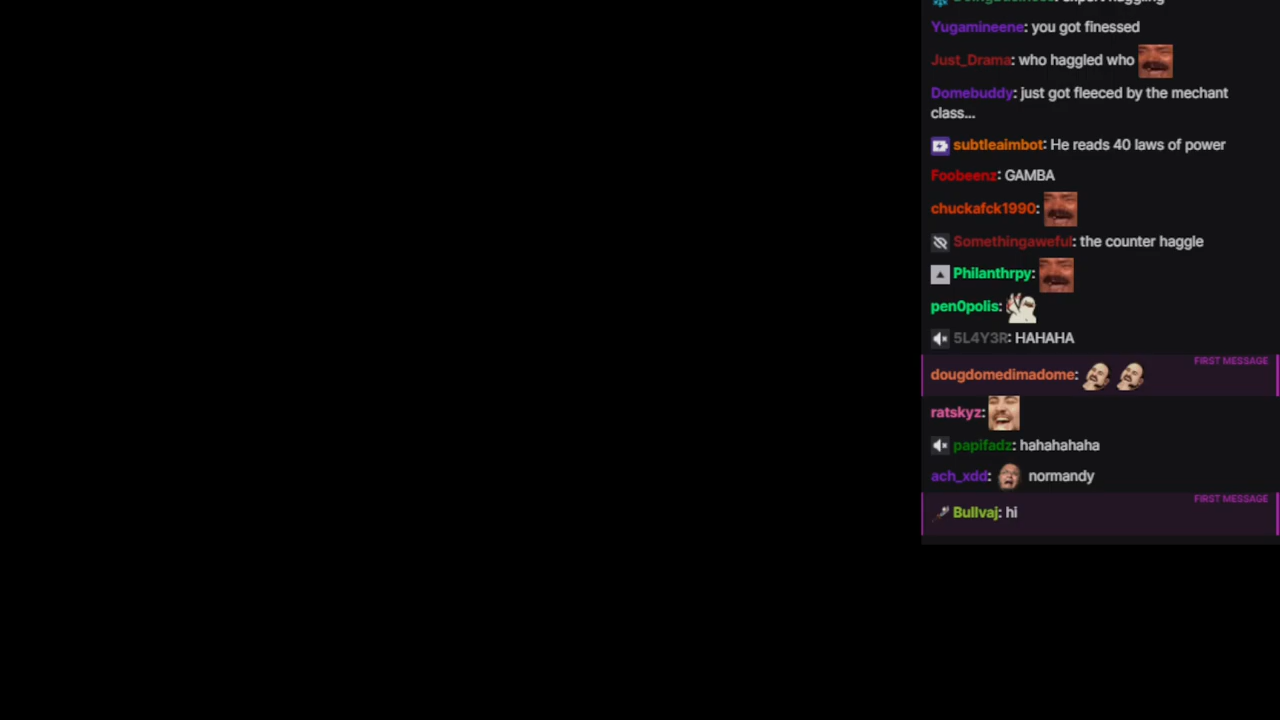 Yugamineene: you got finessed
Just_Drama: who haggled who
Domebuddy: just got fleeced by the mechant
class...
subtleaimbot: He reads 40 laws of power
Foobeenz: GAMBA
chuckafck1990:
Somethingaweful: the counter haggle
Philanthrpy:
pen0polis:
5L4Y3R: HAHAHA
FIRST MESSAGE
dougdomedimadome:
ratskyz:
papifadz: hahahahaha
ach_xdd: normandy
FIRST MESSAGE
Bullvaj: hi